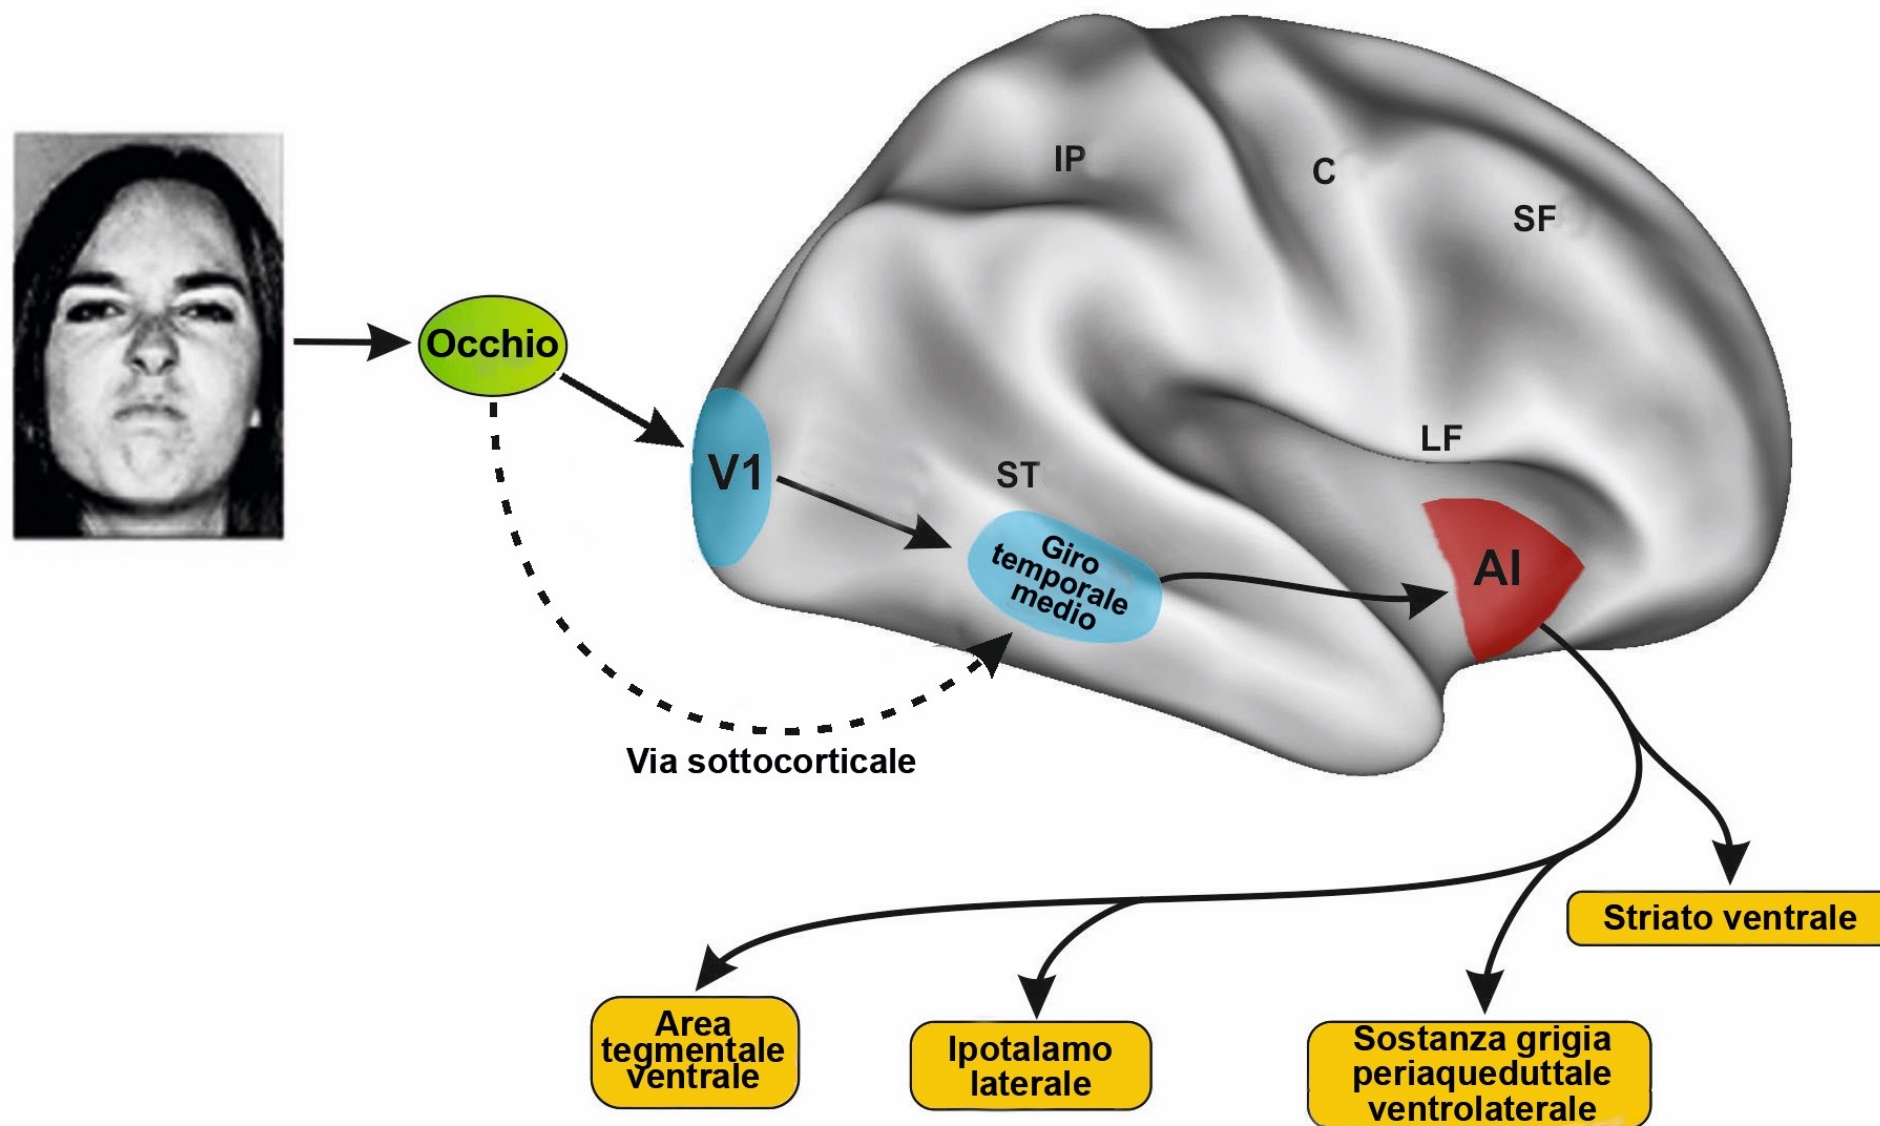 IP
C
SF
Occhio
LF
V1
ST
AI
Giro
temporale
medio
Via sottocorticale
Striato ventrale
Area
tegmentale
ventrale
Ipotalamo
laterale
Sostanza grigia
periaqueduttale
ventrolaterale